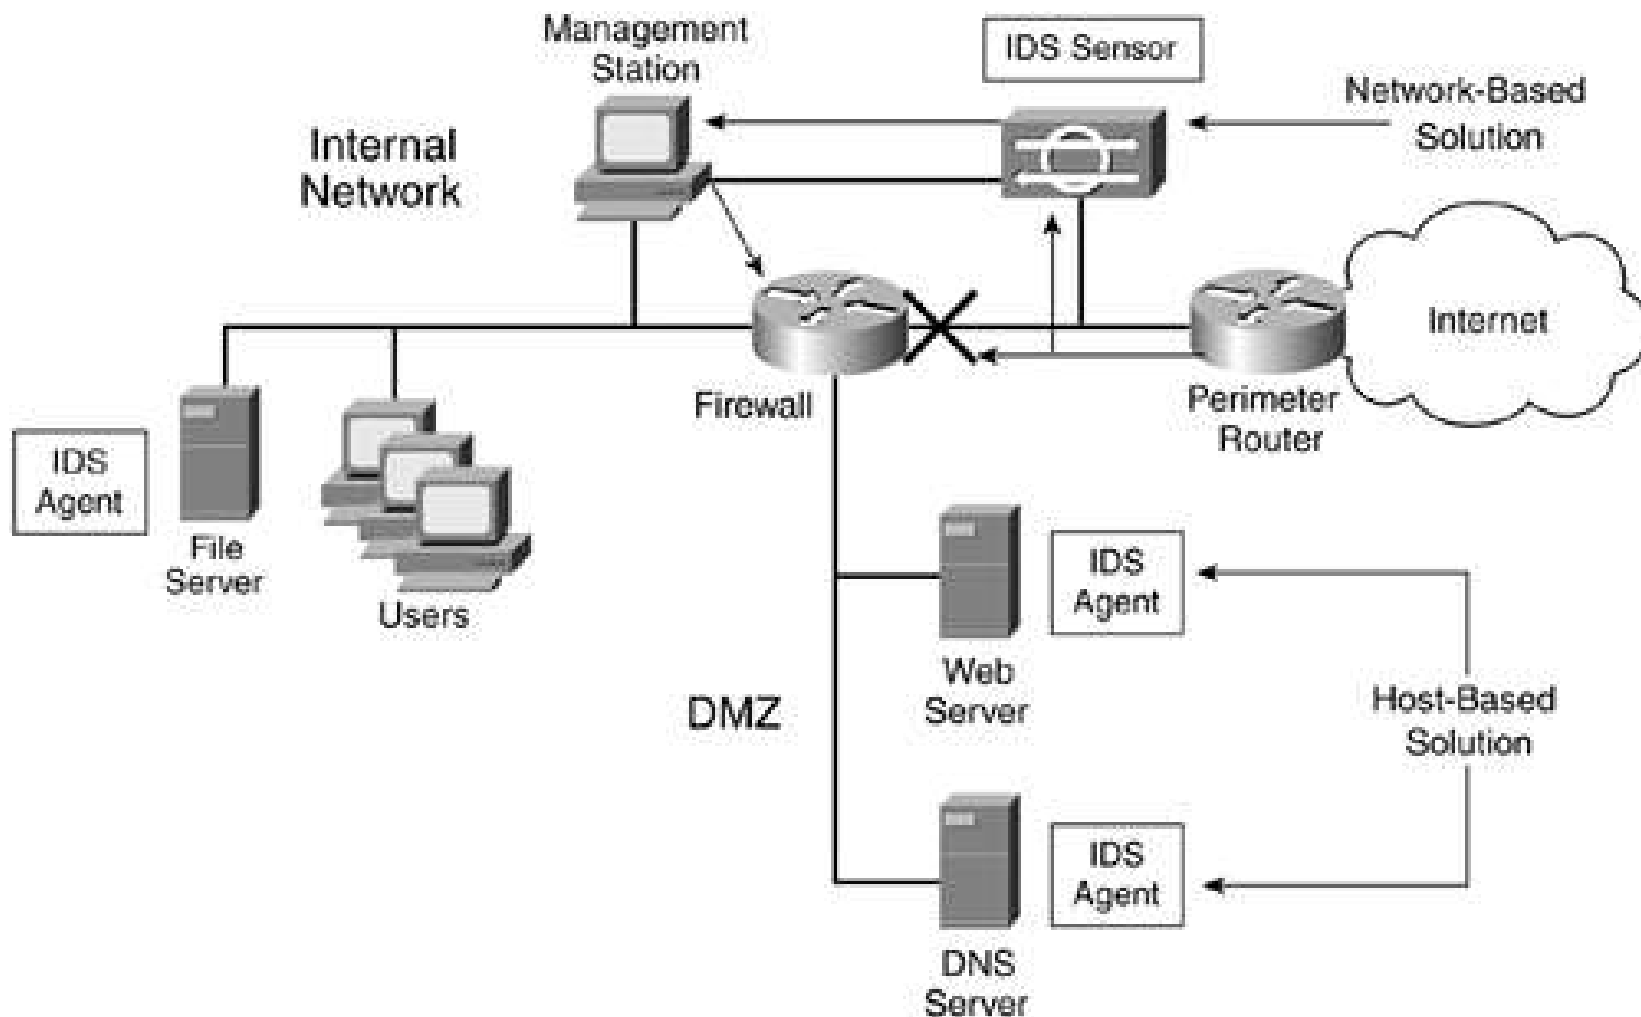 Management
Station
IDS Sensor
Network-Based
Solution
Internal
Network
Internet
Firewall
Perimeter
Router
IDS
Agent
File
Server
Users
IDS
Agent
Web
Server
DMZ
Host-Based
Solution
IDS
Agent
DNS
Server